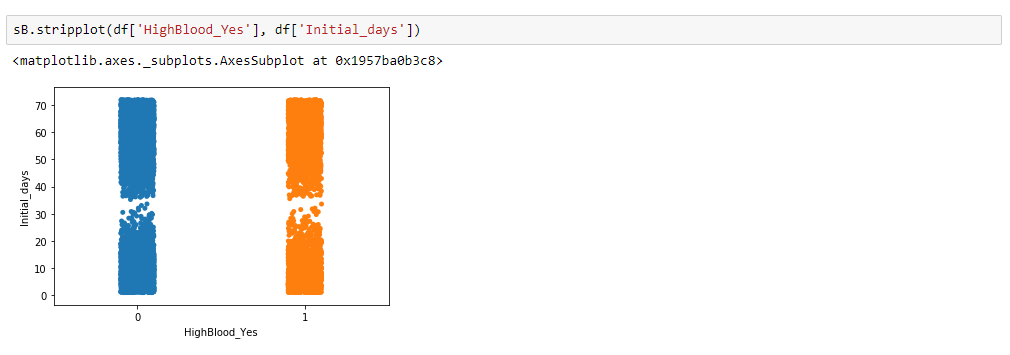 sB.stripplot(df['HighBlood_Yes'], df['Initial_days'])
<matplotlib.axes._subplots.AxesSubplot at 0x1957ba0b3c8>
70
60
50
40
30
20
10
0
Initial_days
0 1
HighBlood_Yes